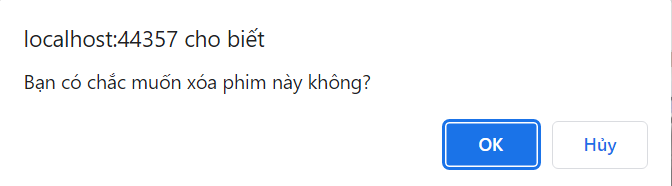 localhost:44357 cho biết
Bạn có chắc muốn xóa phim này không?
OK
Hủy